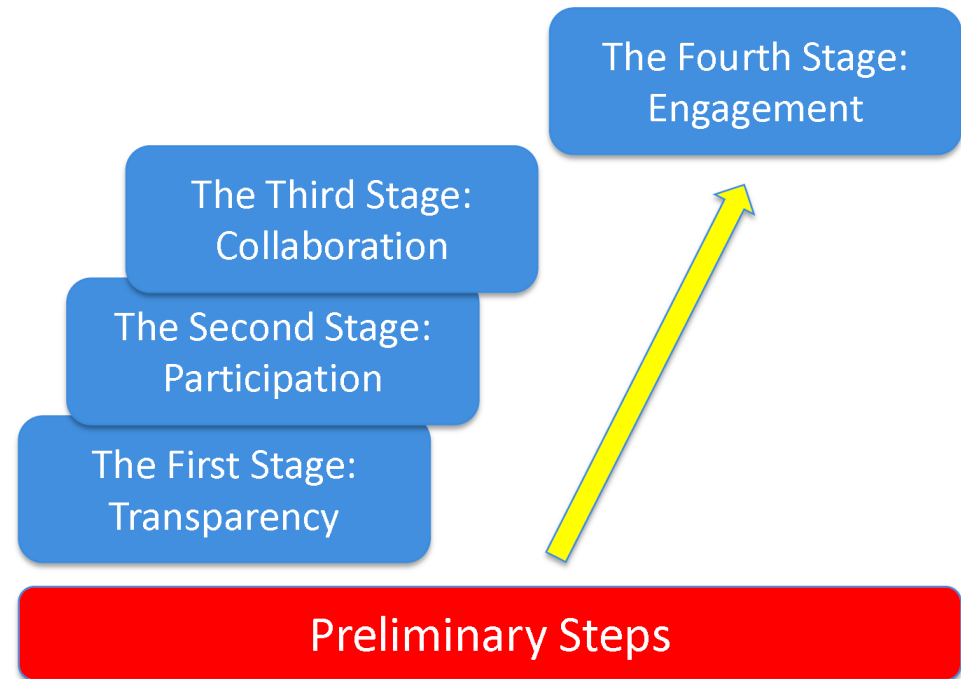 The Fourth Stage:
Engagement
The Third Stage:
Collaboration
The Second Stage:
Participation
The First Stage:
Transparency
Preliminary Steps